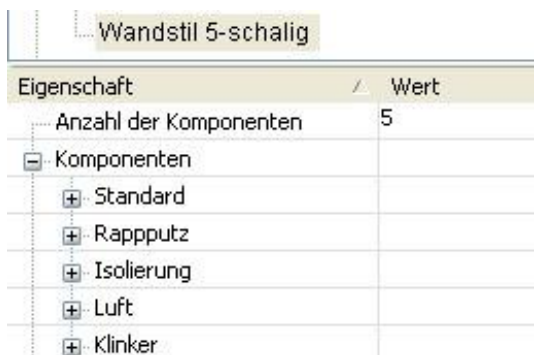 Wandstil 5-schalig
Eigenschaft Wert
Anzahl der Komponenten 5
Komponenten
Standard
Rappputz
Isolierung
Luft
Klinker